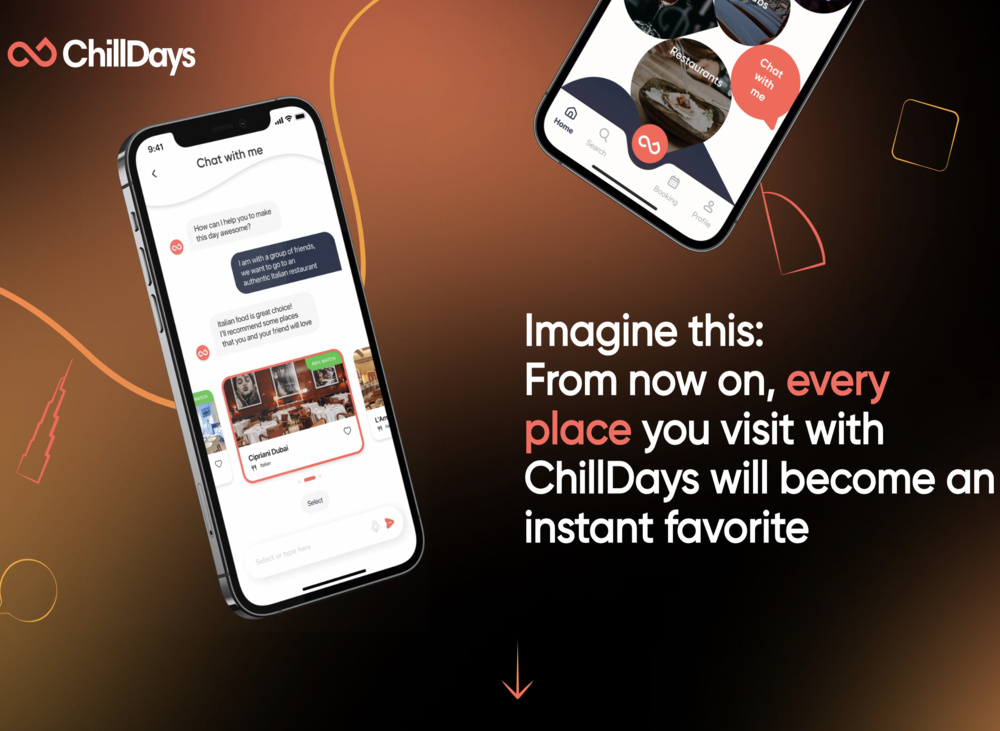 ChillDays
9:41
Chat with me
How can I help you to make
this day awesome?
I am with a group of friends,
we want to go to an
authentic Italian restaurant
Italian food is great choice!
I'll recommend some places
that you and your friend will love
Cipriani Dubai
Italian
Select
Select or type here
Restaurants
Chat
with
me
Home
Search
Booking
Profile
Imagine this:
From now on, every
place you visit with
ChillDays will become an
instant favorite